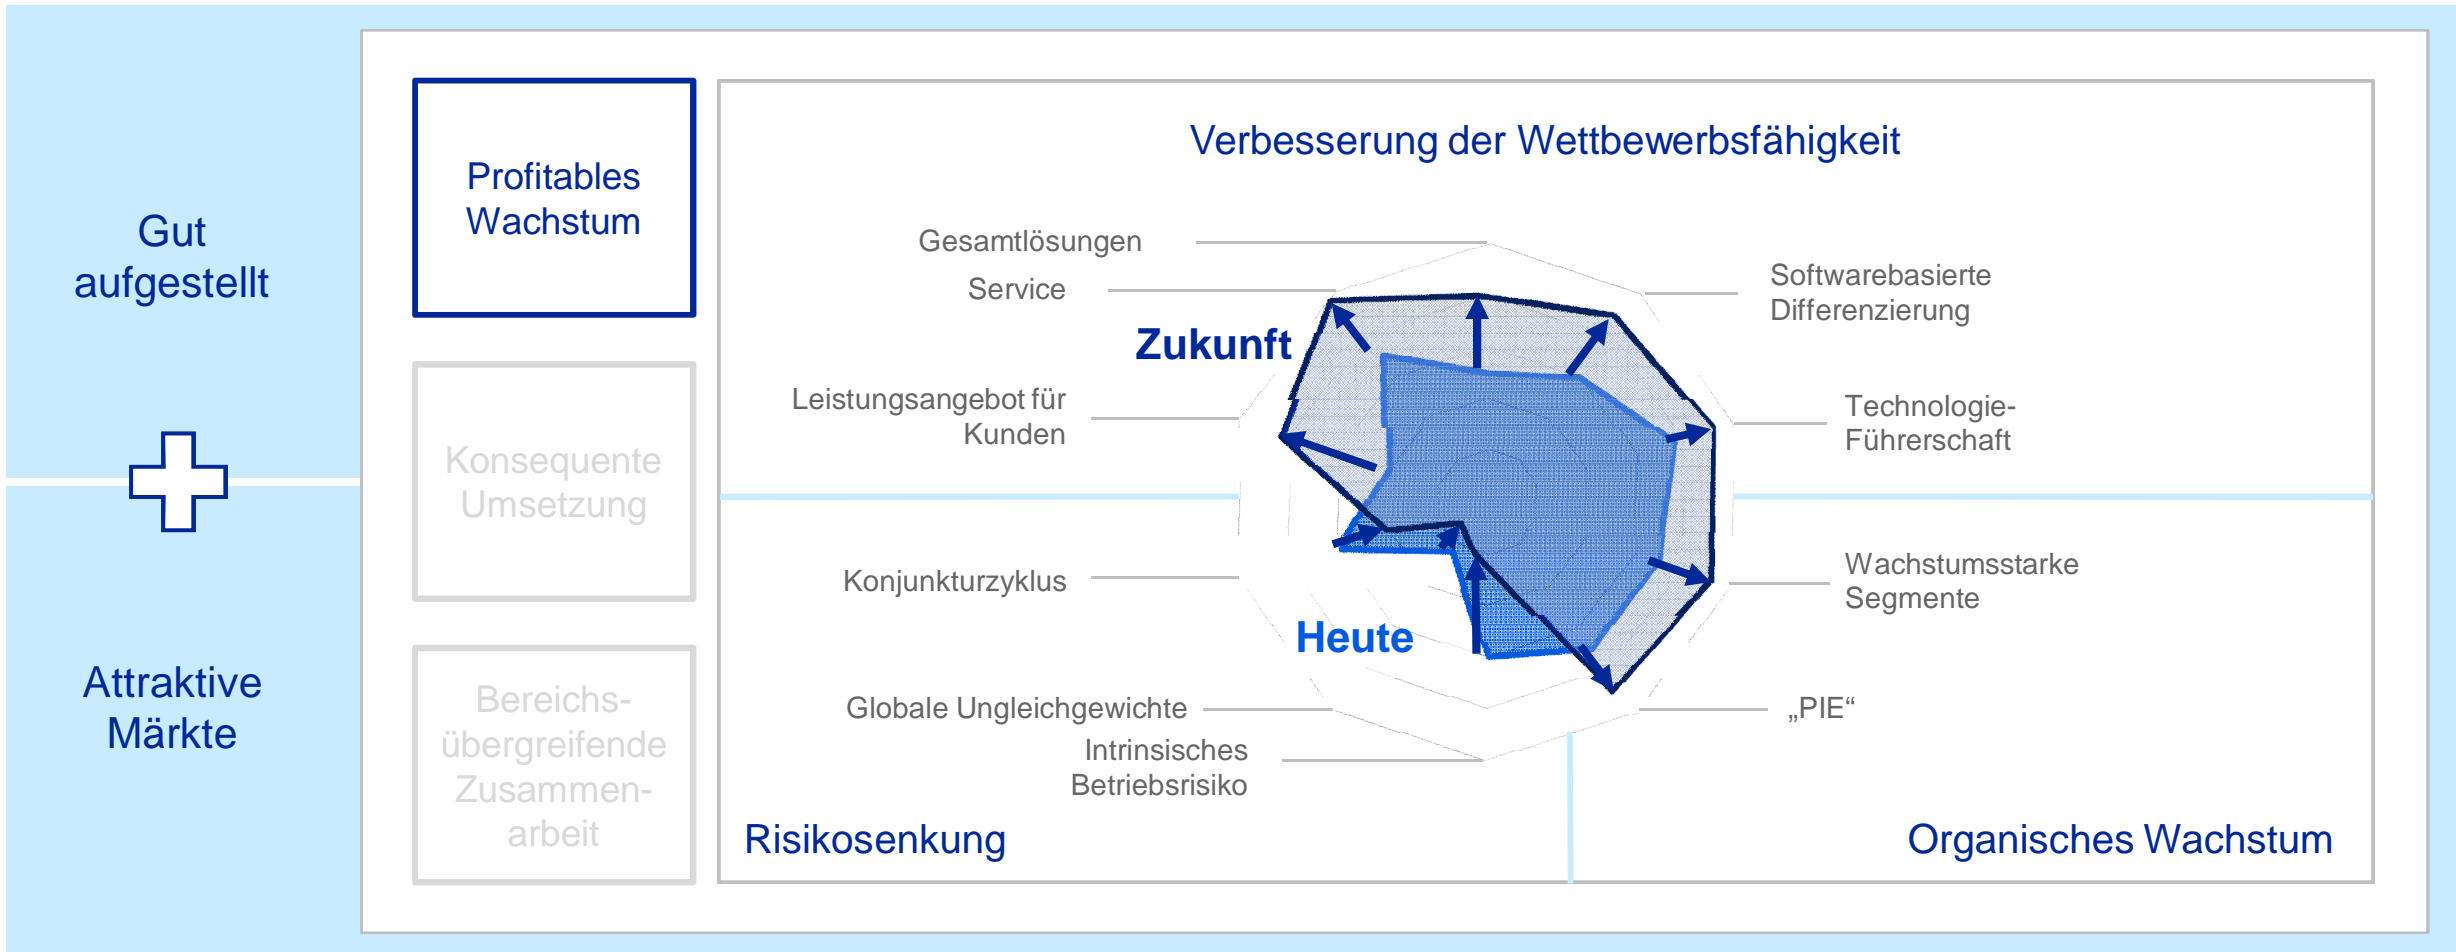 Gut
aufgestellt
Attraktive
Märkte
Profitables
Wachstum
Konsequente
Umsetzung
Bereichs-
übergreifende
Zusammen-
arbeit
Verbesserung der Wettbewerbsfähigkeit
Gesamtlösungen
Service
Zukunft
Leistungsangebot für
Kunden
Softwarebasierte
Differenzierung
Technologie-
Führerschaft
Konjunkturzyklus
Heute
Globale Ungleichgewichte
Intrinsisches
Betriebsrisiko
Wachstumsstarke
Segmente
„PIE“
Risikosenkung
Organisches Wachstum